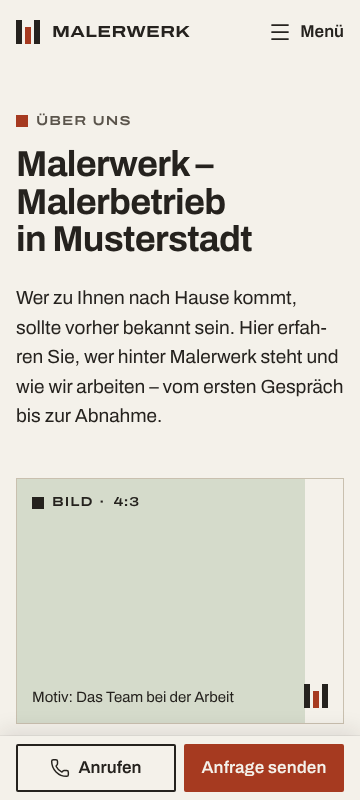 MALERWERK
Menü
ÜBER UNS
Malerwerk –
Malerbetrieb
in Musterstadt
Wer zu Ihnen nach Hause kommt,
sollte vorher bekannt sein. Hier erfah-
ren Sie, wer hinter Malerwerk steht und
wie wir arbeiten – vom ersten Gespräch
bis zur Abnahme.
BILD · 4:3
Motiv: Das Team bei der Arbeit
Anrufen
Anfrage senden